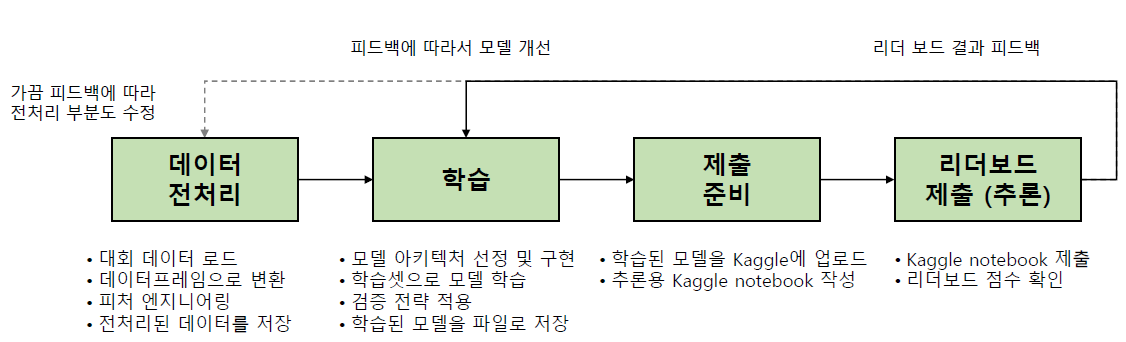 피드백에 따라서 모델 개선
리더 보드 결과 피드백
가끔 피드백에 따라
전처리 부분도 수정
데이터
전처리
학습
제출
준비
리더보드
제출 (추론)
• 대회 데이터 로드
• 데이터프레임으로 변환
• 피처 엔지니어링
• 전처리된 데이터를 저장
• 모델 아키텍처 선정 및 구현
• 학습셋으로 모델 학습
• 검증 전략 적용
• 학습된 모델을 파일로 저장
• 학습된 모델을 Kaggle에 업로드
• 추론용 Kaggle notebook 작성
• Kaggle notebook 제출
• 리더보드 점수 확인